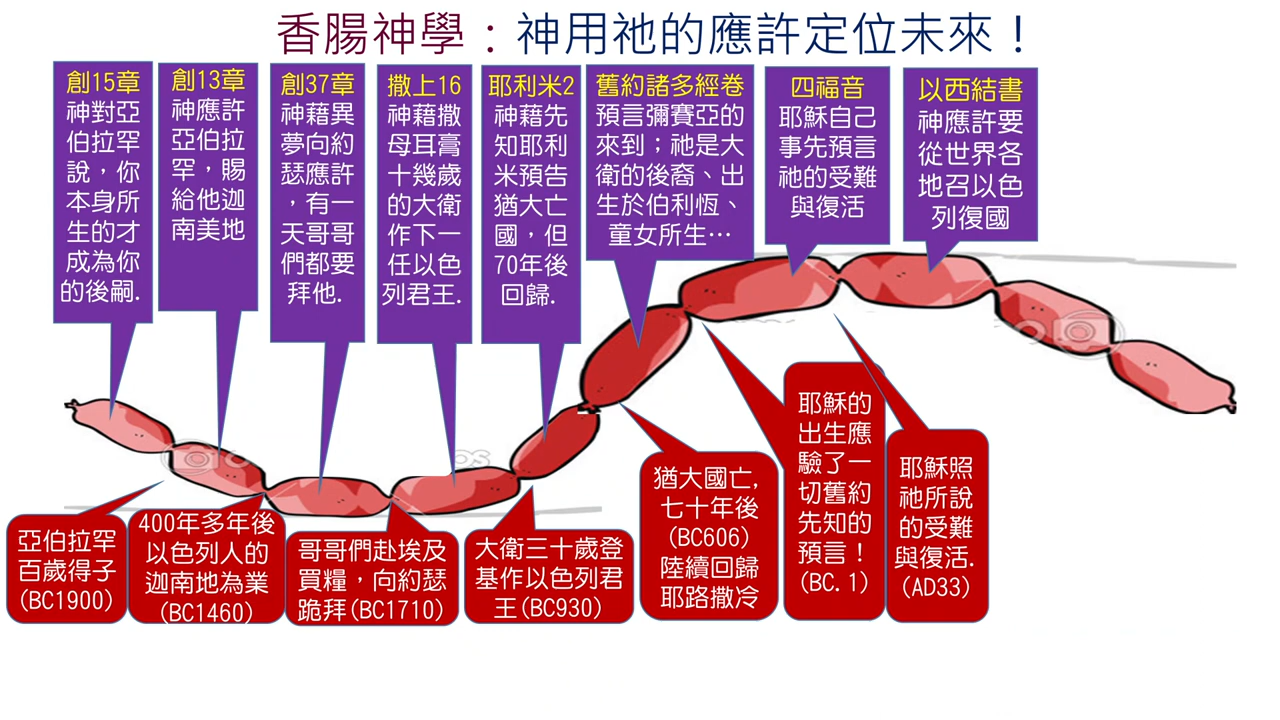 香腸神學：神用祂的應許定位未來！
創15章
神對亞
伯拉罕
說，你
本身所
生的才
成為你
的後嗣.
創13章
神應許
亞伯拉
罕，賜
給他迦
南美地
創37章
神藉異
夢向約
瑟應許
，有一
天哥哥
們都要
拜他.
撒上16
神藉撒
母耳膏
十幾歲
的大衛
作下一
任以色
列君王.
耶利米2
神藉先
知耶利
米預告
猶大亡
國，但
70年後
回歸.
舊約諸多經卷
預言彌賽亞的
來到；祂是大
衛的後裔、出
生於伯利恆、
童女所生…
四福音
耶穌自己
事先預言
祂的受難
與復活
以西結書
神應許要
從世界各
地召以色
列復國
亞伯拉罕
百歲得子
(BC1900)
400年多年後
以色列人的
迦南地為業
(BC1460)
哥哥們赴埃及
買糧，向約瑟
跪拜(BC1710)
大衛三十歲登
基作以色列君
王(BC930)
猶大國亡,
七十年後
(BC606)
陸續回歸
耶路撒冷
耶穌的
出生應
驗了一
切舊約
先知的
預言！
(BC.1)
耶穌照
祂所說
的受難
與復活.
(AD33)